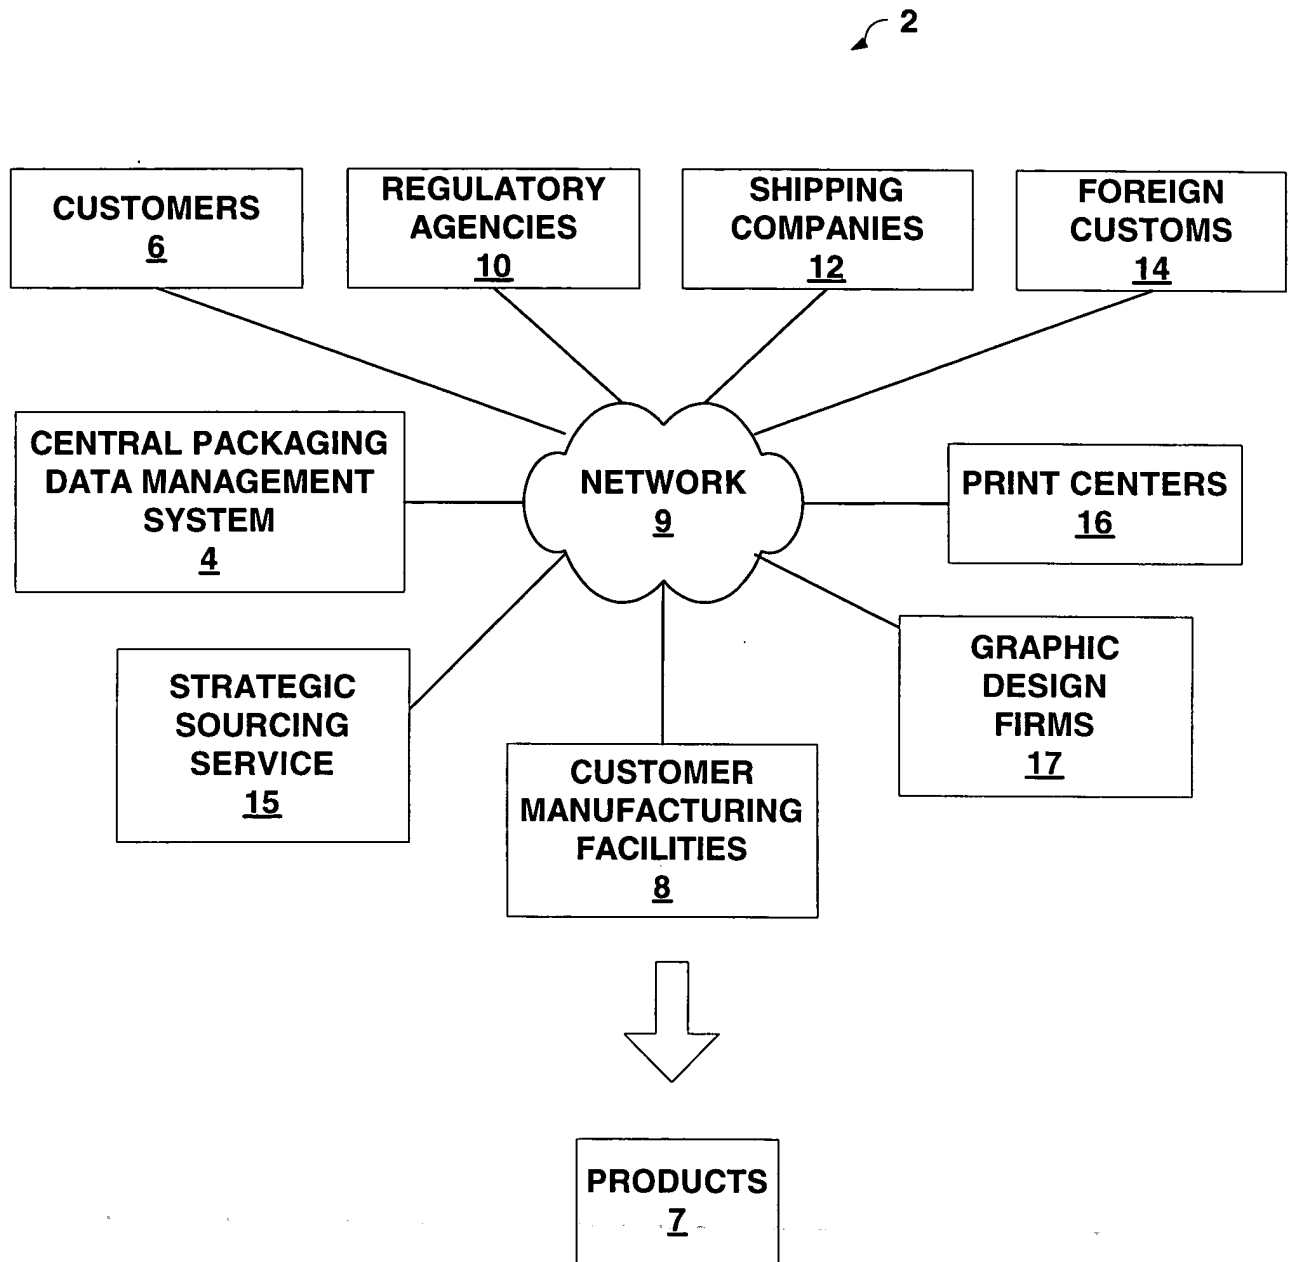 2
CUSTOMERS
6
REGULATORY
AGENCIES
10
SHIPPING
COMPANIES
12
FOREIGN
CUSTOMS
14
CENTRAL PACKAGING
DATA MANAGEMENT
SYSTEM
4
NETWORK
9
PRINT CENTERS
16
STRATEGIC
SOURCING
SERVICE
15
CUSTOMER
MANUFACTURING
FACILITIES
8
GRAPHIC
DESIGN
FIRMS
17
PRODUCTS
7